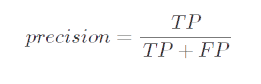 precision = TP / TP + FP